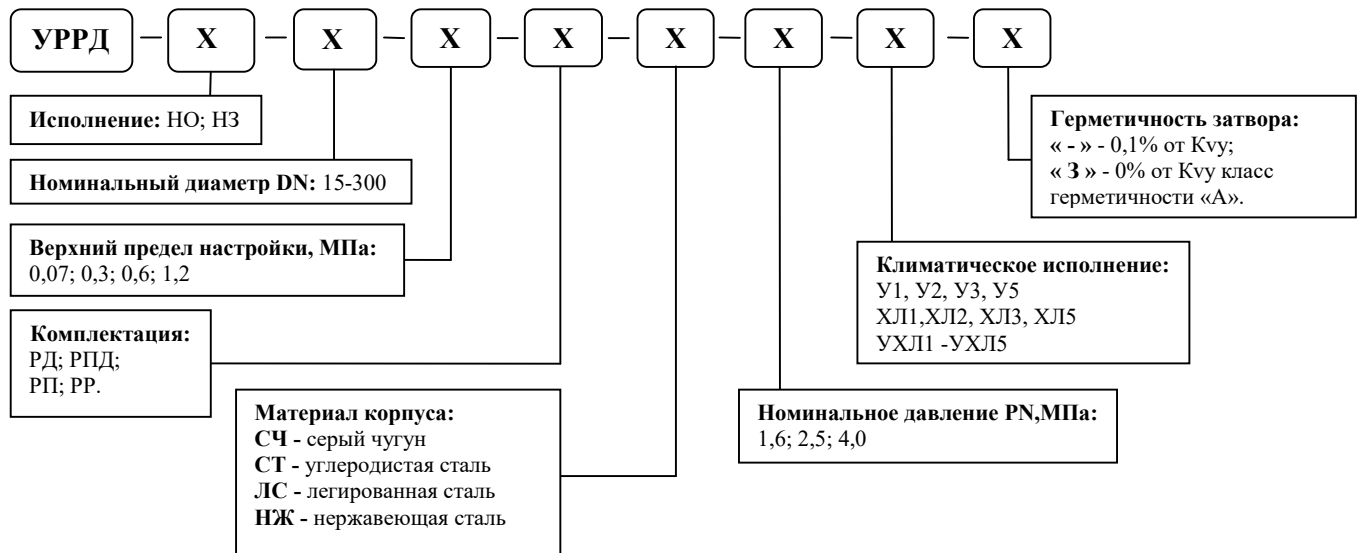 УРРД – X – X – X – X – X – X – X – X
Исполнение: НО; НЗ
Номинальный диаметр DN: 15-300
Верхний предел настройки, МПа:
0,07; 0,3; 0,6; 1,2
Комплектация:
РД; РПД;
РП; РР.
Материал корпуса:
СЧ - серый чугун
СТ - углеродистая сталь
ЛС - легированная сталь
НЖ - нержавеющая сталь
Номинальное давление PN,МПа:
1,6; 2,5; 4,0
Климатическое исполнение:
У1, У2, У3, У5
ХЛ1,ХЛ2, ХЛ3, ХЛ5
УХЛ1 -УХЛ5
Герметичность затвора:
« - » - 0,1% от Kvy;
« З » - 0% от Kvy класс
герметичности «А».